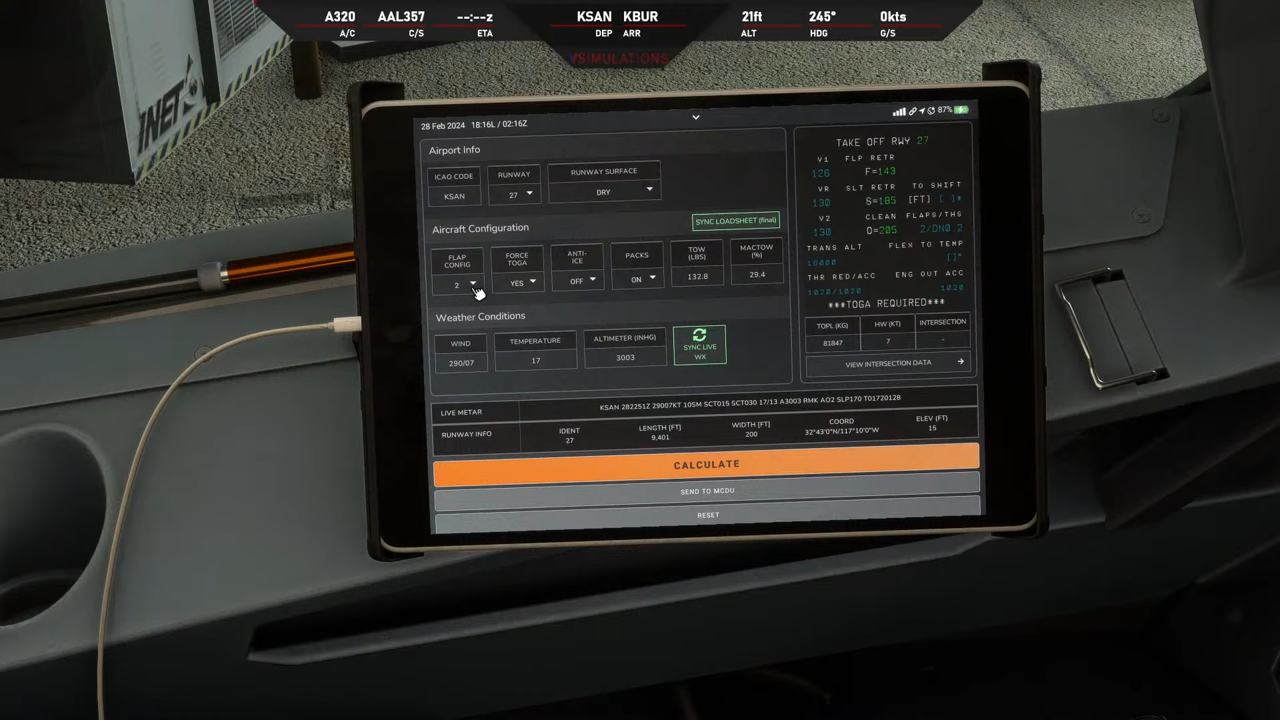 A320 AAL357 --:--z KSAN KBUR 21ft 245° 0kts
A/C C/S ETA DEP ARR ALT HDG G/S
VSIMULATIONS
INET
28 Feb 2024 18:16L / 02:16Z
87%
Airport Info
ICAO CODE RUNWAY RUNWAY SURFACE
KSAN 27 DRY
Aircraft Configuration
SYNC LOADSHEET (final)
FLAP CONFIG FORCE TOGA ANTI-ICE PACKS TOW (LBS) MACTOW (%)
2 YES OFF ON 132.8 29.4
Weather Conditions
WIND TEMPERATURE ALTIMETER (INHG)
290/07 17 3003
SYNC LIVE
WX
TAKE OFF RWY 27
V1 FLP RETR
126 F=143
VR SLT RETR TO SHIFT
130 S=185 [FT] [ ]*
V2 CLEAN FLAPS/THS
130 O=205 2/DN0.2
TRANS ALT FLEX TO TEMP
18000 []*
THR RED/ACC ENG OUT ACC
1020/1020 1020
***TOGA REQUIRED***
TOPL (KG) HW (KT) INTERSECTION
81847 7 -
VIEW INTERSECTION DATA
LIVE METAR KSAN 282251Z 29007KT 10SM SCT015 SCT030 17/13 A3003 RMK AO2 SLP170 T01720128
RUNWAY INFO
IDENT LENGTH [FT] WIDTH [FT] COORD ELEV (FT)
27 9,401 200 32°43'0"N/117°10'0"W 15
CALCULATE
SEND TO MCDU
RESET